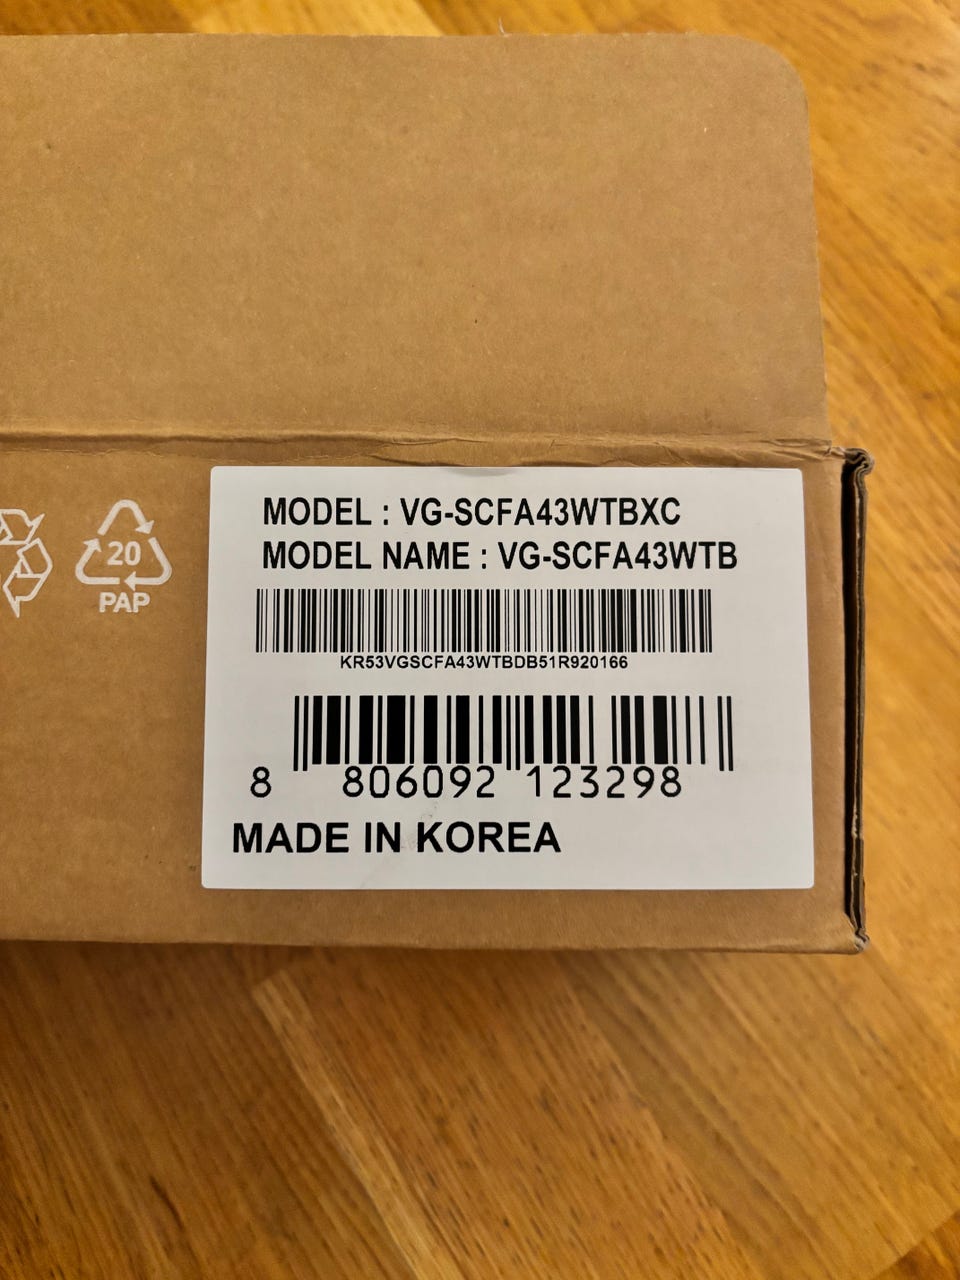 MODEL : VG-SCFA43WTBXC
MODEL NAME : VG-SCFA43WTB
KR53VGSCFA43WTBDB51R920166
8 806092 123298
MADE IN KOREA
20
PAP